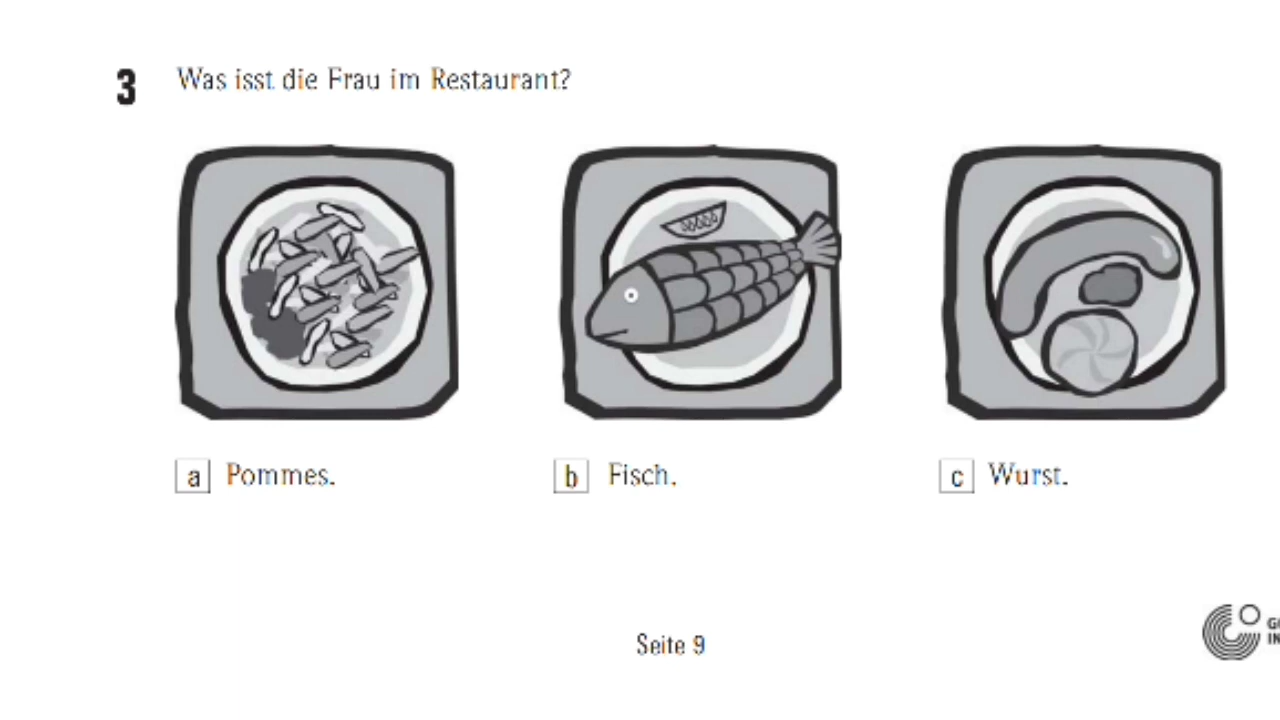 3 Was isst die Frau im Restaurant?
a Pommes. b Fisch. c Wurst.
Seite 9